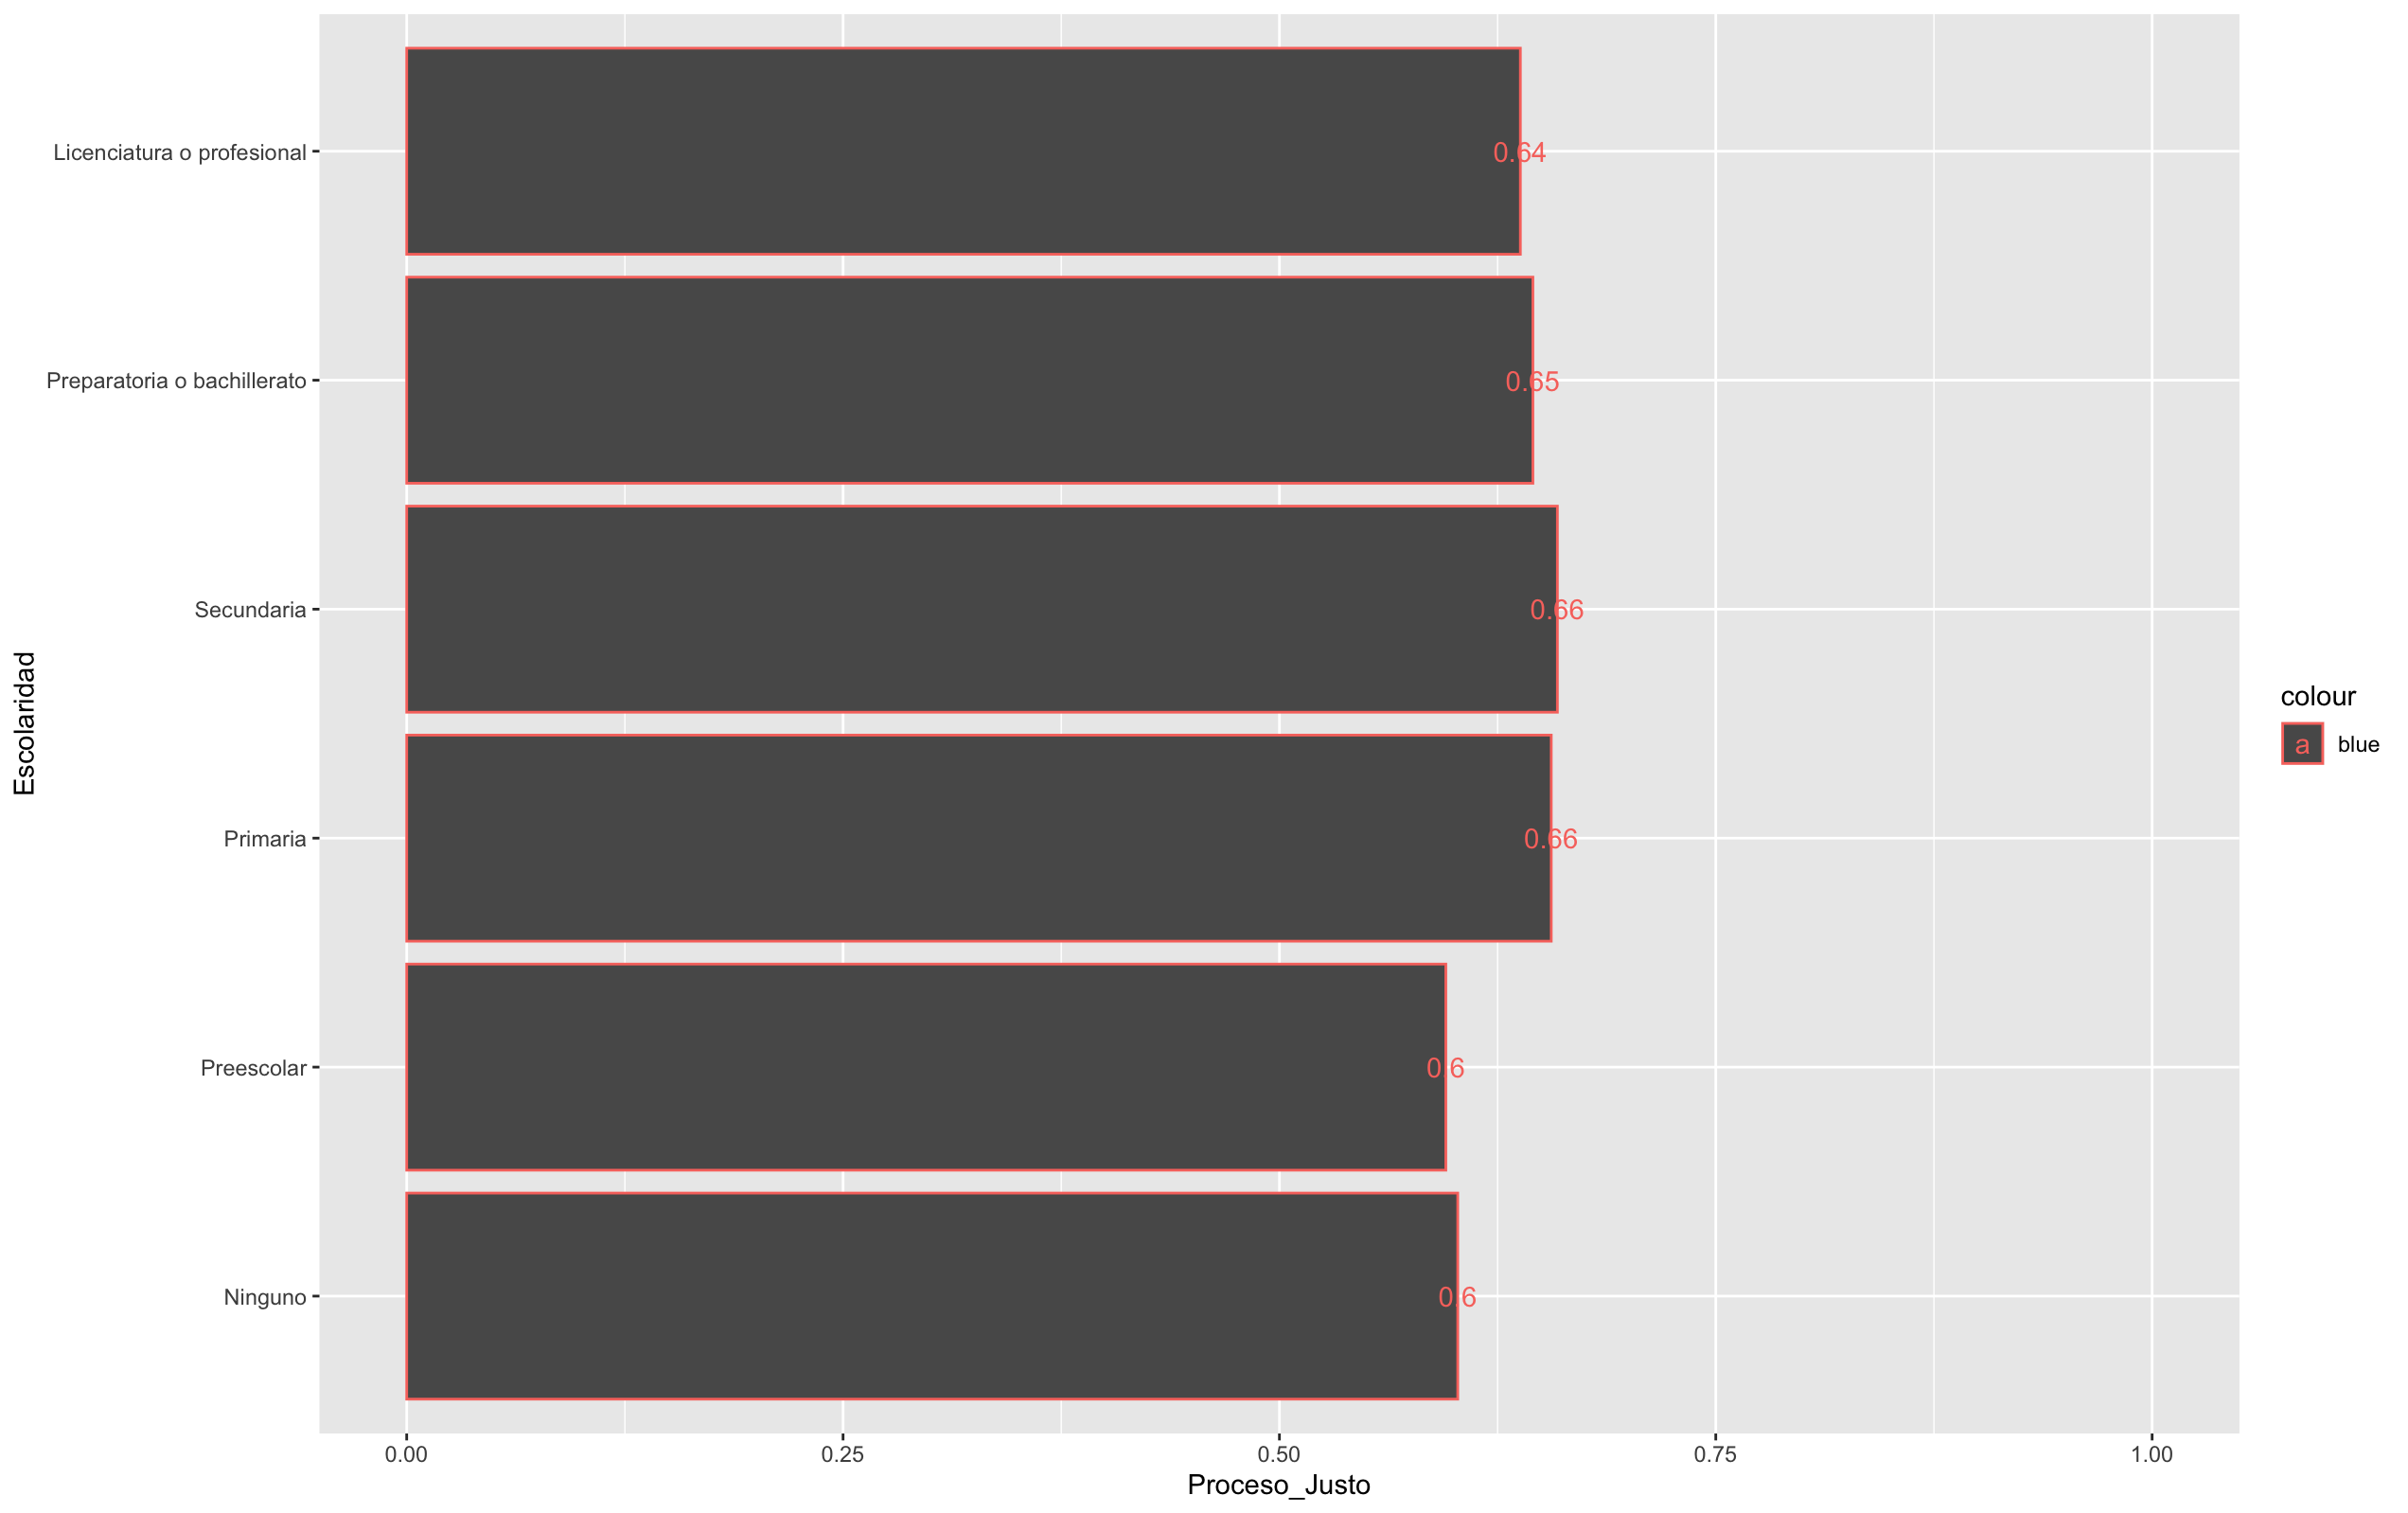 Licenciatura o profesional
0.64
Preparatoria o bachillerato
0.65
Secundaria
0.66
Primaria
0.66
Preescolar
0.6
Ninguno
0.6
Escolaridad
0.00 0.25 0.50 0.75 1.00
Proceso_Justo
colour
a blue